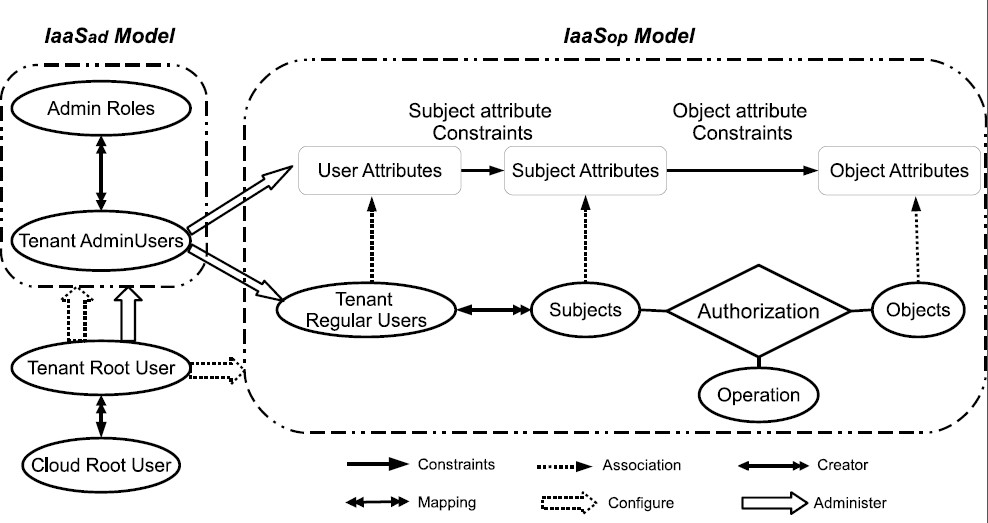 IaaSad Model
IaaSop Model
Admin Roles
Subject attribute
Constraints
Object attribute
Constraints
User Attributes
Subject Attributes
Object Attributes
Tenant AdminUsers
Tenant
Regular Users
Subjects
Authorization
Objects
Tenant Root User
Operation
Cloud Root User
Constraints
Association
Creator
Mapping
Configure
Administer